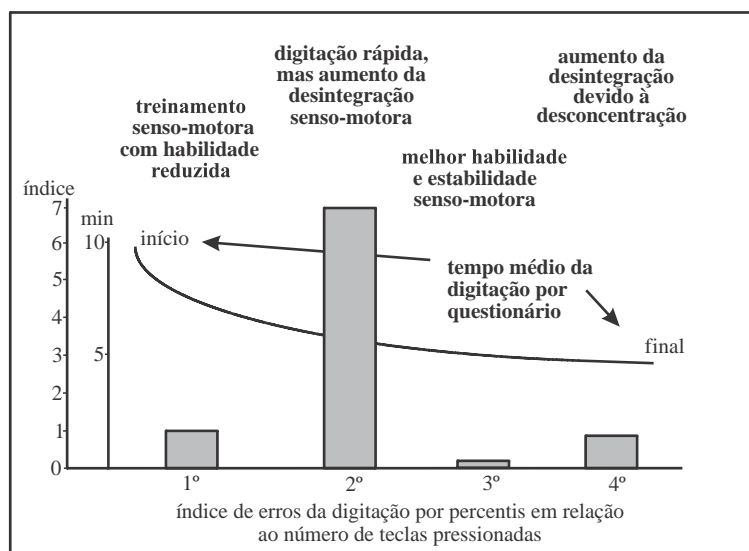 digitação rápida,
mas aumento da
desintegração
senso-motora
aumento da
desintegração
devido à
desconcentração
treinamento
senso-motora
com habilidade
reduzida
melhor habilidade
e estabilidade
senso-motora
índice
7
6
5
4
3
2
1
0
min
10
5
início
tempo médio da
digitação por
questionário
final
1º
2º
3º
4º
índice de erros da digitação por percentis em relação
ao número de teclas pressionadas